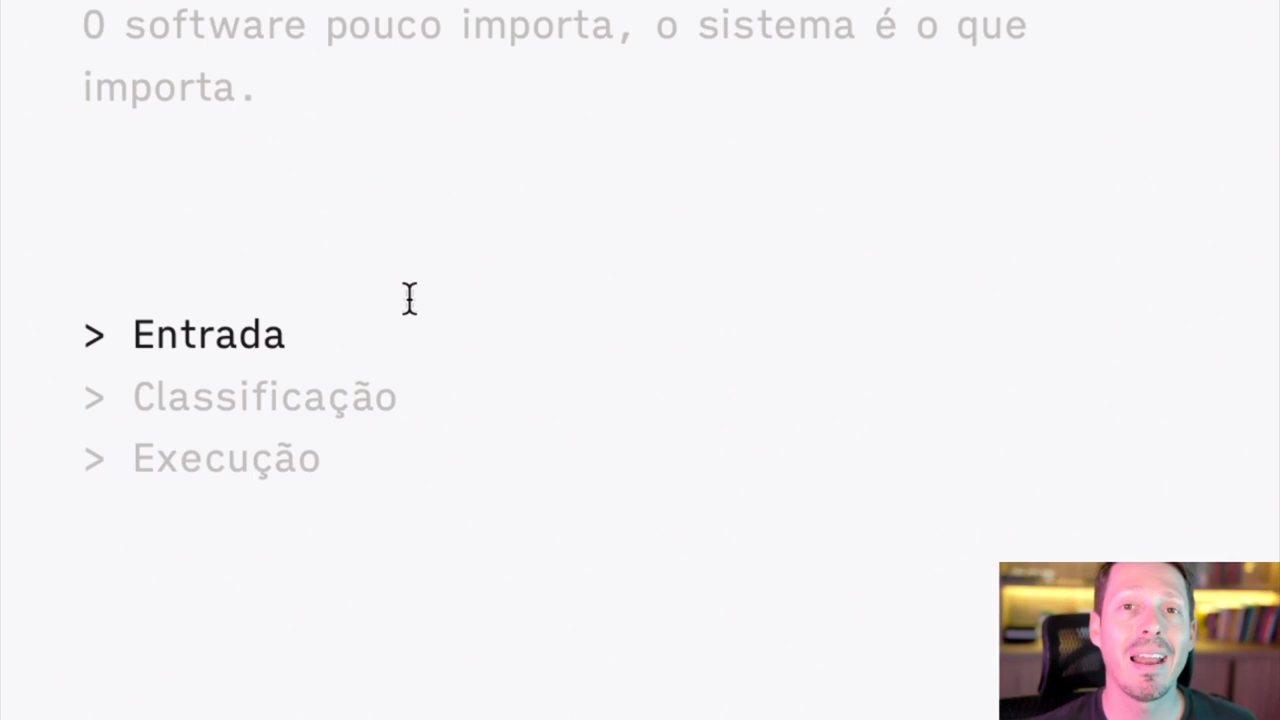 O software pouco importa, o sistema é o que
importa.
> Entrada
> Classificação
> Execução